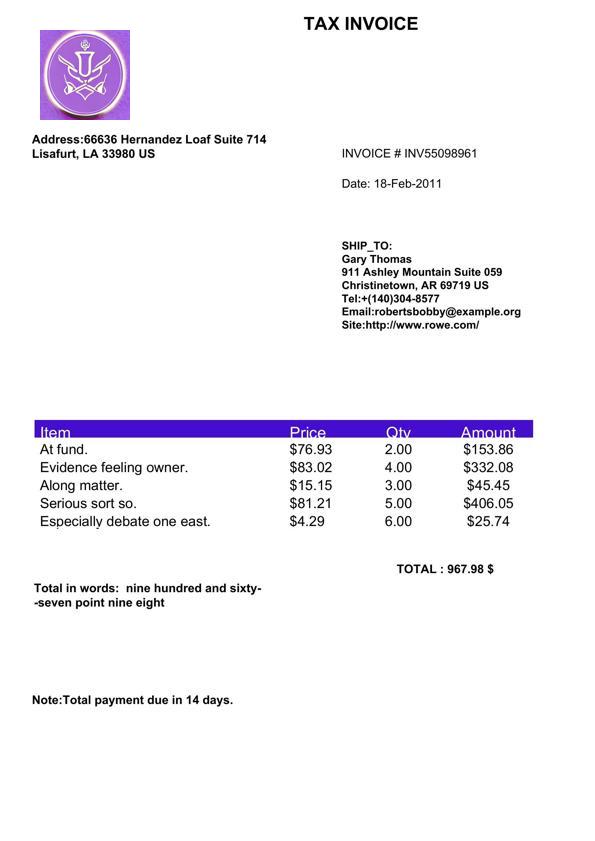 TAX INVOICE
U
Address:66636 Hernandez Loaf Suite 714
Lisafurt, LA 33980 US
INVOICE # INV55098961
Date: 18-Feb-2011
SHIP_TO:
Gary Thomas
911 Ashley Mountain Suite 059
Christinetown, AR 69719 US
Tel:+(140)304-8577
Email:robertsbobby@example.org
Site:http://www.rowe.com/
Item Price Qty Amount
At fund. $76.93 2.00 $153.86
Evidence feeling owner. $83.02 4.00 $332.08
Along matter. $15.15 3.00 $45.45
Serious sort so. $81.21 5.00 $406.05
Especially debate one east. $4.29 6.00 $25.74
TOTAL : 967.98 $
Total in words:  nine hundred and sixty-
-seven point nine eight
Note:Total payment due in 14 days.